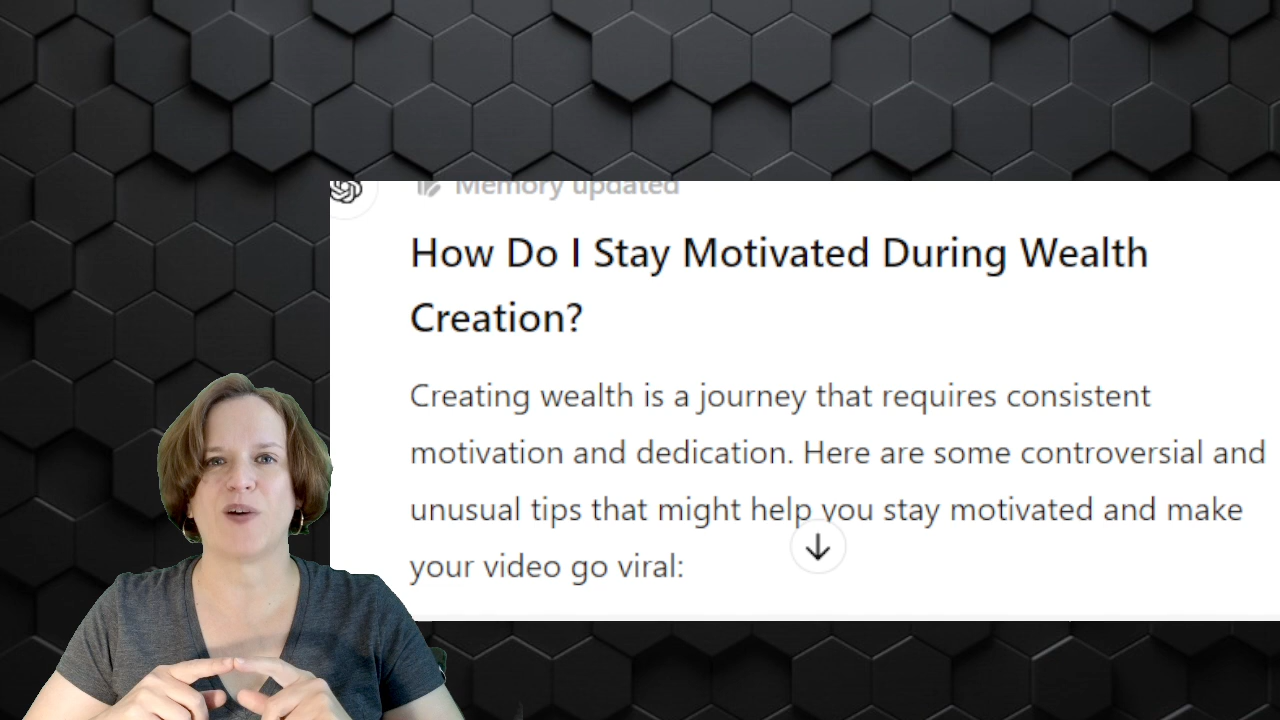 Memory updated
How Do I Stay Motivated During Wealth
Creation?
Creating wealth is a journey that requires consistent
motivation and dedication. Here are some controversial and
unusual tips that might help you stay motivated and make
your video go viral: